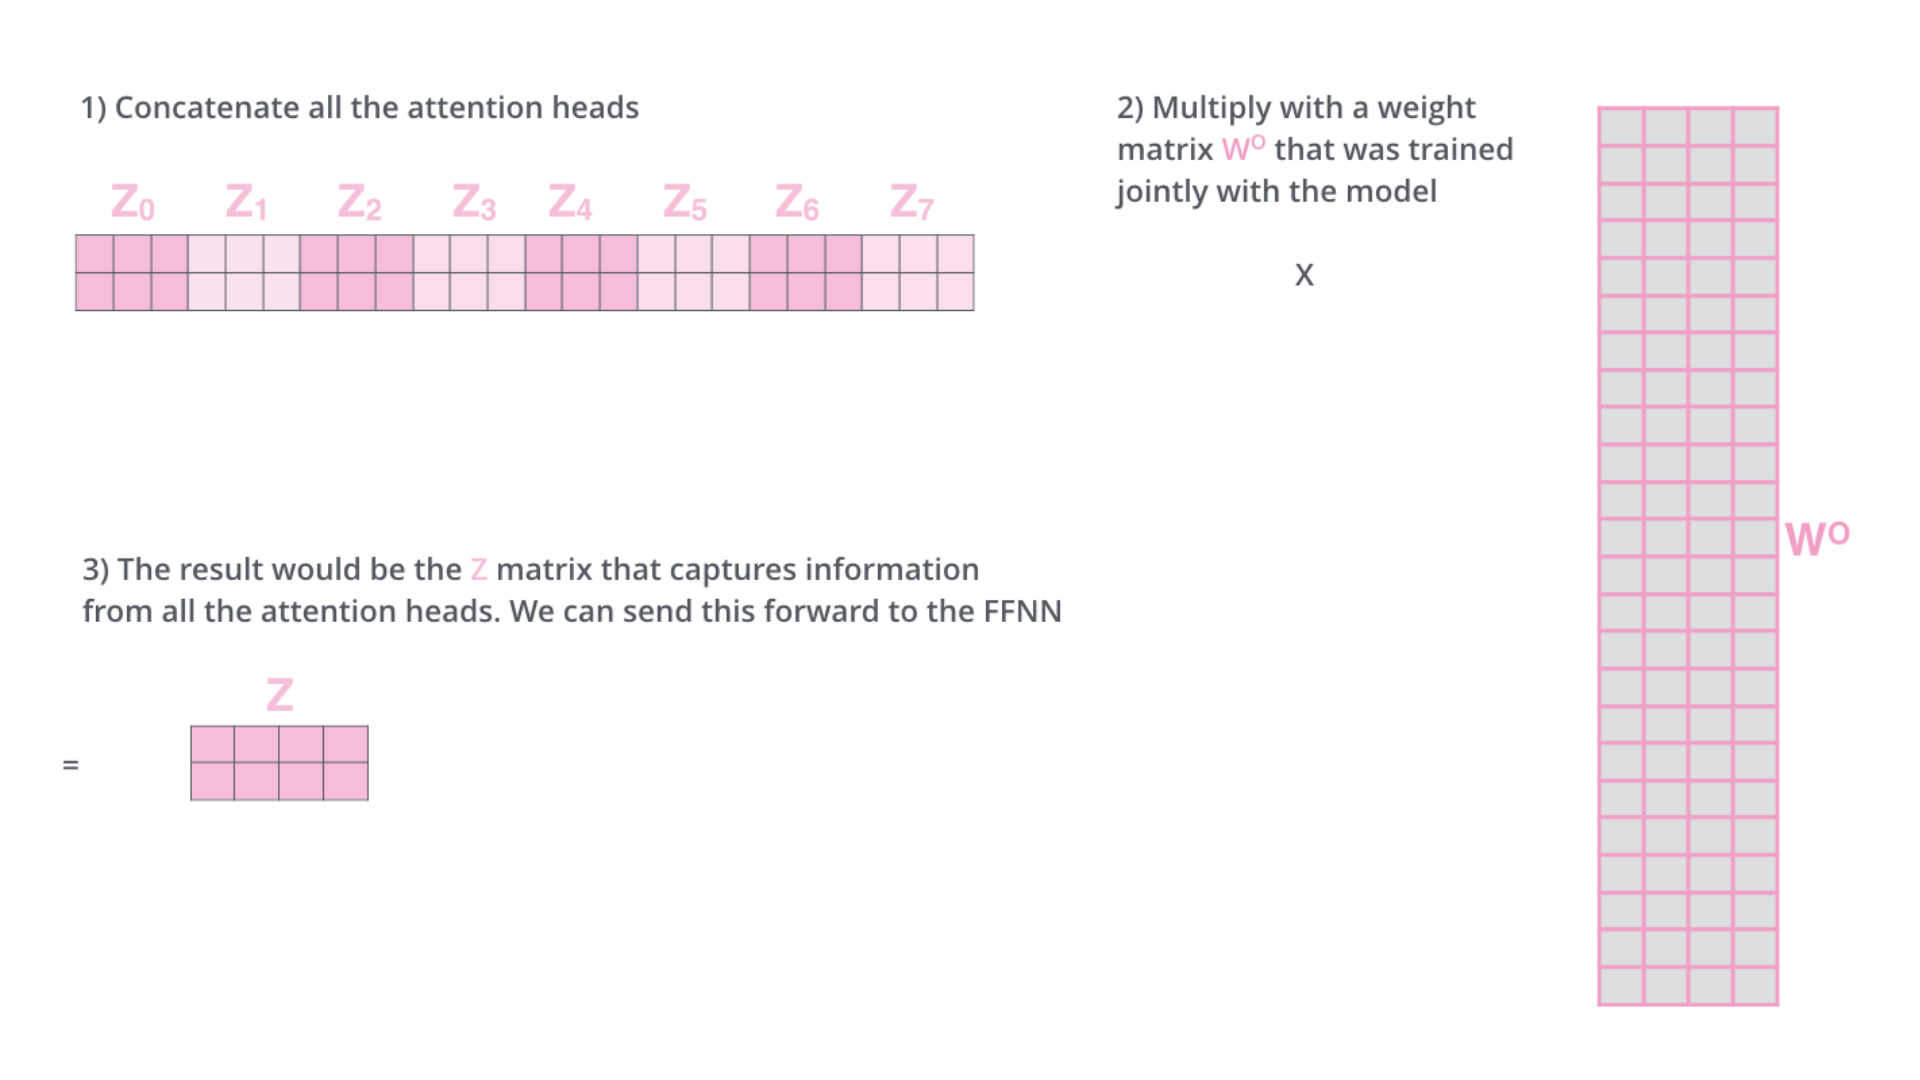 1) Concatenate all the attention heads
Z0 Z1 Z2 Z3 Z4 Z5 Z6 Z7
2) Multiply with a weight
matrix W^O that was trained
jointly with the model
X
W^O
3) The result would be the Z matrix that captures information
from all the attention heads. We can send this forward to the FFNN
Z
=